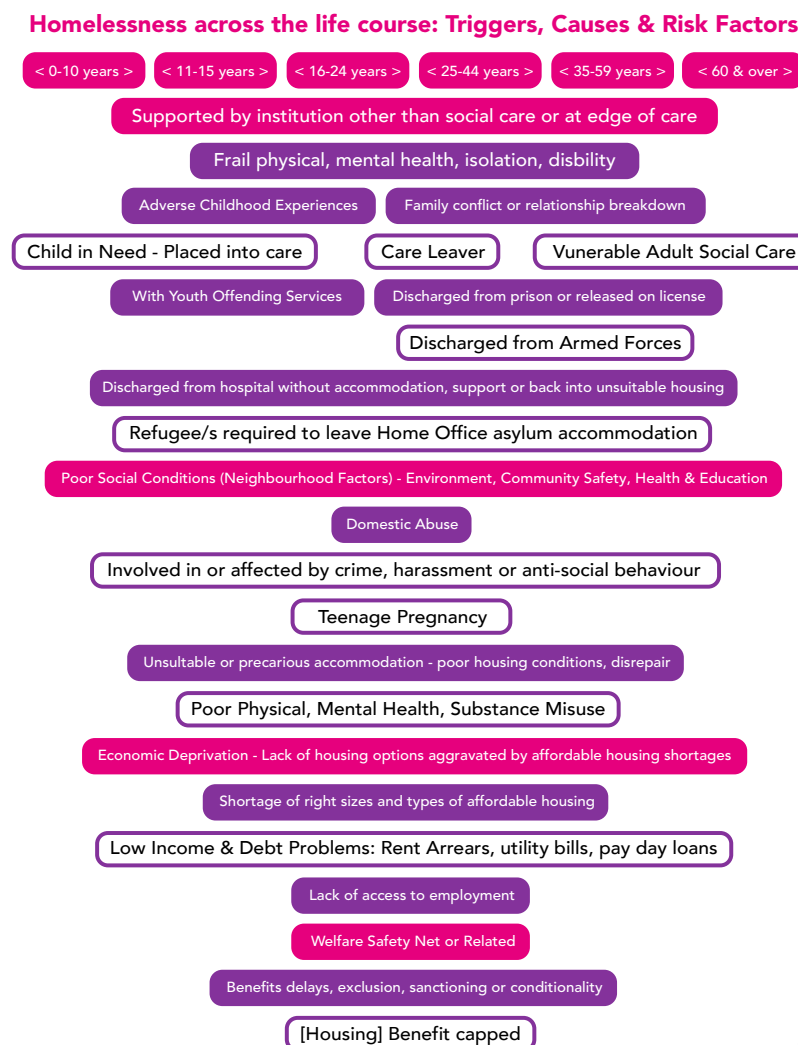 Homelessness across the life course: Triggers, Causes & Risk Factors
< 0-10 years >
< 11-15 years >
< 16-24 years >
< 25-44 years >
< 35-59 years >
< 60 & over >
Supported by institution other than social care or at edge of care
Frail physical, mental health, isolation, disbility
Adverse Childhood Experiences
Family conflict or relationship breakdown
Child in Need - Placed into care
Care Leaver
Vunerable Adult Social Care
With Youth Offending Services
Discharged from prison or released on license
Discharged from Armed Forces
Discharged from hospital without accommodation, support or back into unsuitable housing
Refugee/s required to leave Home Office asylum accommodation
Poor Social Conditions (Neighbourhood Factors) - Environment, Community Safety, Health & Education
Domestic Abuse
Involved in or affected by crime, harassment or anti-social behaviour
Teenage Pregnancy
Unsultable or precarious accommodation - poor housing conditions, disrepair
Poor Physical, Mental Health, Substance Misuse
Economic Deprivation - Lack of housing options aggravated by affordable housing shortages
Shortage of right sizes and types of affordable housing
Low Income & Debt Problems: Rent Arrears, utility bills, pay day loans
Lack of access to employment
Welfare Safety Net or Related
Benefits delays, exclusion, sanctioning or conditionality
[Housing] Benefit capped